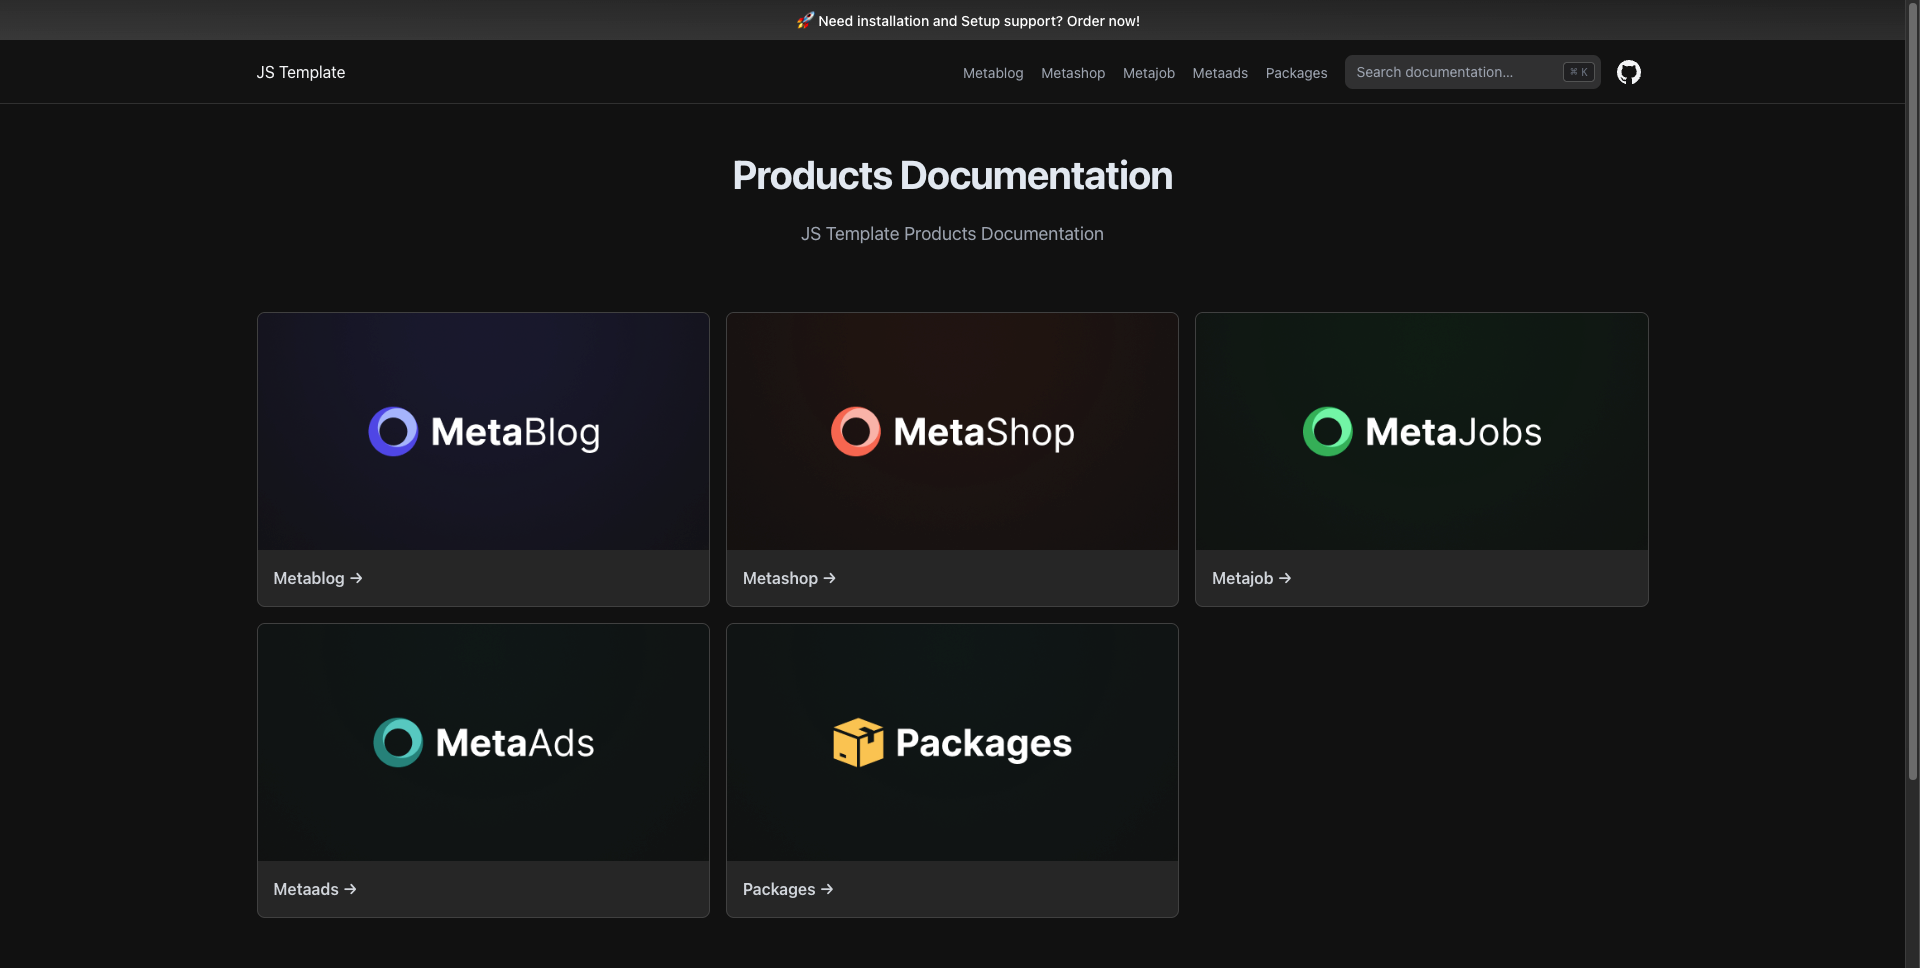 🚀 Need installation and Setup support? Order now!
JS Template
Metablog Metashop Metajob Metaads Packages Search documentation... ⌘ K
Products Documentation
JS Template Products Documentation
MetaBlog MetaShop MetaJobs
Metablog → Metashop → Metajob →
MetaAds Packages
Metaads → Packages →